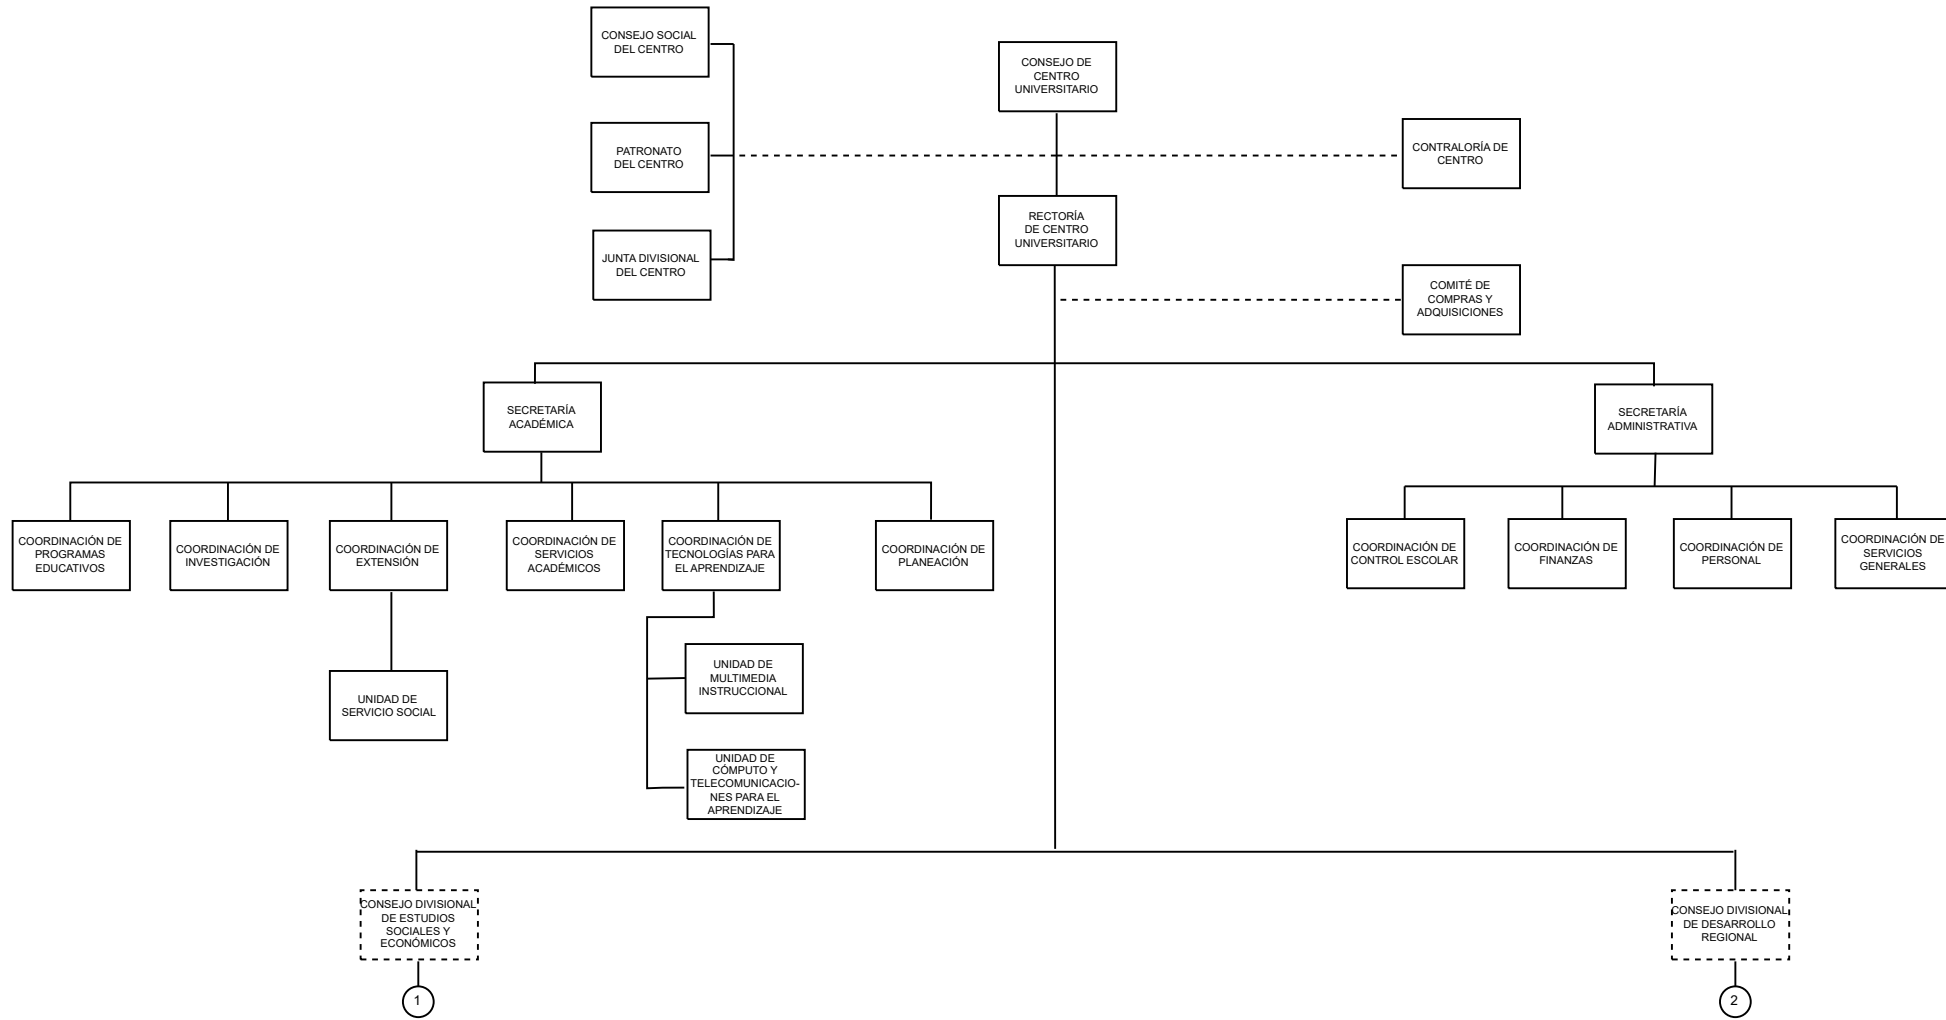 CONSEJO SOCIAL
DEL CENTRO
CONSEJO DE
CENTRO
UNIVERSITARIO
PATRONATO
DEL CENTRO
CONTRALORÍA DE
CENTRO
RECTORÍA
DE CENTRO
UNIVERSITARIO
JUNTA DIVISIONAL
DEL CENTRO
COMITÉ DE
COMPRAS Y
ADQUISICIONES
SECRETARÍA
ACADÉMICA
SECRETARÍA
ADMINISTRATIVA
COORDINACIÓN DE
PROGRAMAS
EDUCATIVOS
COORDINACIÓN DE
INVESTIGACIÓN
COORDINACIÓN DE
EXTENSIÓN
COORDINACIÓN DE
SERVICIOS
ACADÉMICOS
COORDINACIÓN DE
TECNOLOGÍAS PARA
EL APRENDIZAJE
COORDINACIÓN DE
PLANEACIÓN
COORDINACIÓN DE
CONTROL ESCOLAR
COORDINACIÓN DE
FINANZAS
COORDINACIÓN DE
PERSONAL
COORDINACIÓN DE
SERVICIOS
GENERALES
UNIDAD DE
SERVICIO SOCIAL
UNIDAD DE
MULTIMEDIA
INSTRUCCIONAL
UNIDAD DE
CÓMPUTO Y
TELECOMUNICACIO-
NES PARA EL
APRENDIZAJE
CONSEJO DIVISIONAL
DE ESTUDIOS
SOCIALES Y
ECONÓMICOS
CONSEJO DIVISIONAL
DE DESARROLLO
REGIONAL
1
2